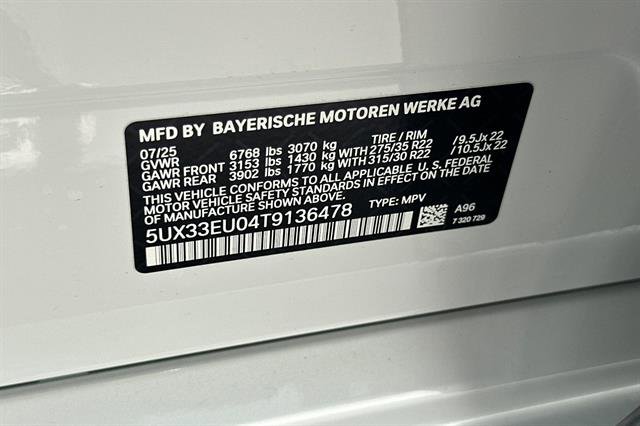 MFD BY BAYERISCHE MOTOREN WERKE AG
07/25 TIRE / RIM
GVWR 6768 lbs 3070 kg
GAWR FRONT 3153 lbs 1430 kg WITH 275/35 R22 / 9.5Jx 22
GAWR REAR 3902 lbs 1770 kg WITH 315/30 R22 / 10.5Jx 22
THIS VEHICLE CONFORMS TO ALL APPLICABLE U.S. FEDERAL
MOTOR VEHICLE SAFETY STANDARDS IN EFFECT ON THE DATE
OF MANUFACTURE SHOWN ABOVE.
5UX33EU04T9136478 TYPE: MPV A96
7 320 729